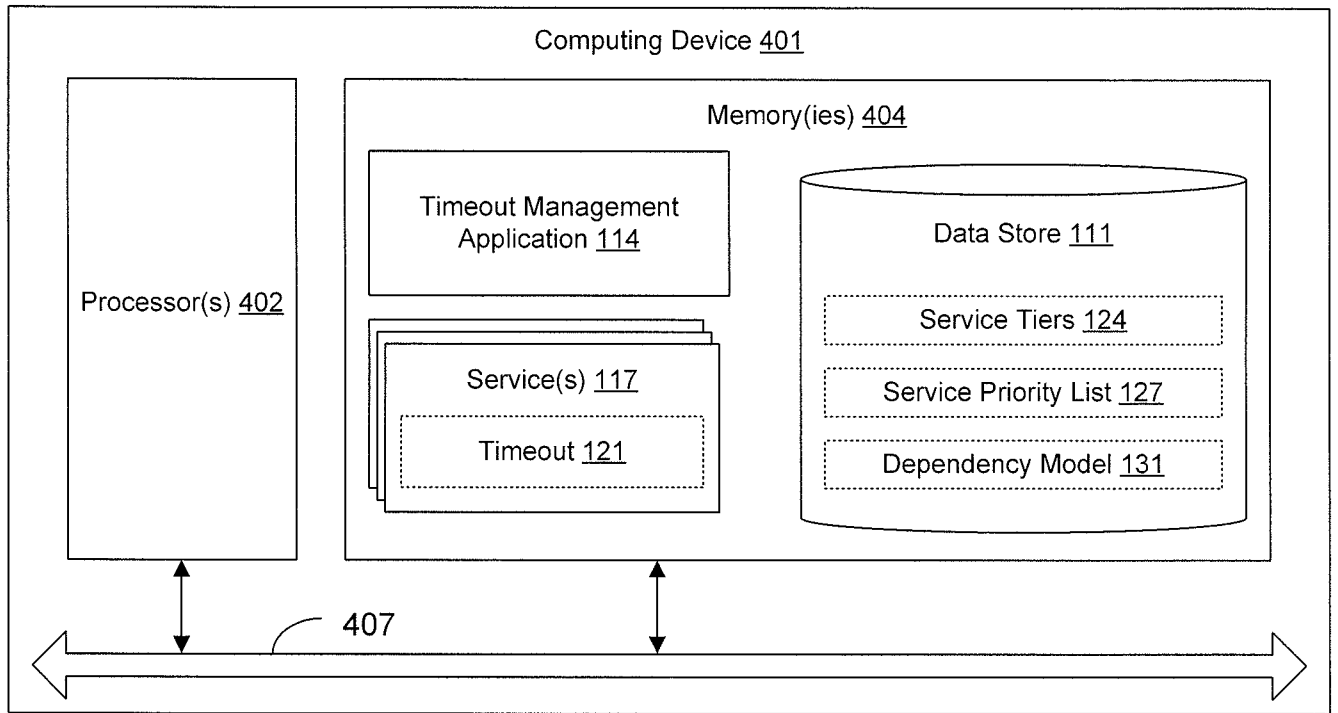 Computing Device 401
Processor(s) 402
Memory(ies) 404
Timeout Management
Application 114
Service(s) 117
Timeout 121
Data Store 111
Service Tiers 124
Service Priority List 127
Dependency Model 131
407